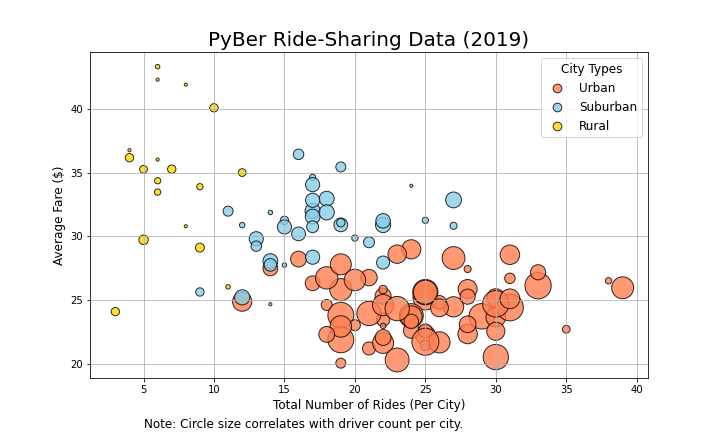 PyBer Ride-Sharing Data (2019)
City Types
Urban
Suburban
Rural
Average Fare ($)
40
35
30
25
20
5 10 15 20 25 30 35 40
Total Number of Rides (Per City)
Note: Circle size correlates with driver count per city.